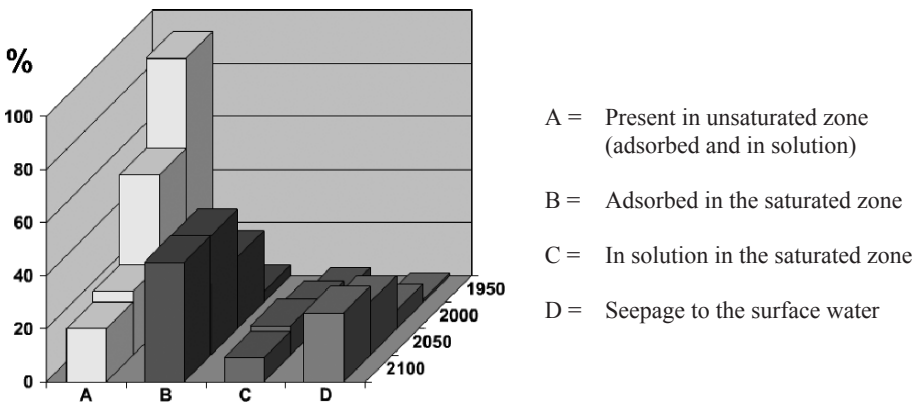 %
100
80
60
40
20
0
A B C D
1950
2000
2050
2100
A = Present in unsaturated zone
(adsorbed and in solution)
B = Adsorbed in the saturated zone
C = In solution in the saturated zone
D = Seepage to the surface water